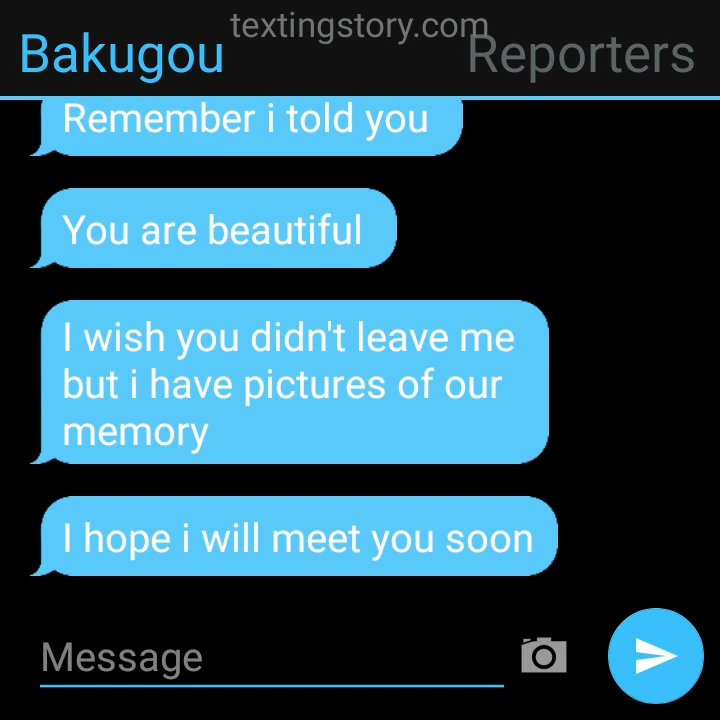 textingstory.com
Bakugou Reporters
Remember i told you
You are beautiful
I wish you didn't leave me
but i have pictures of our
memory
I hope i will meet you soon
Message